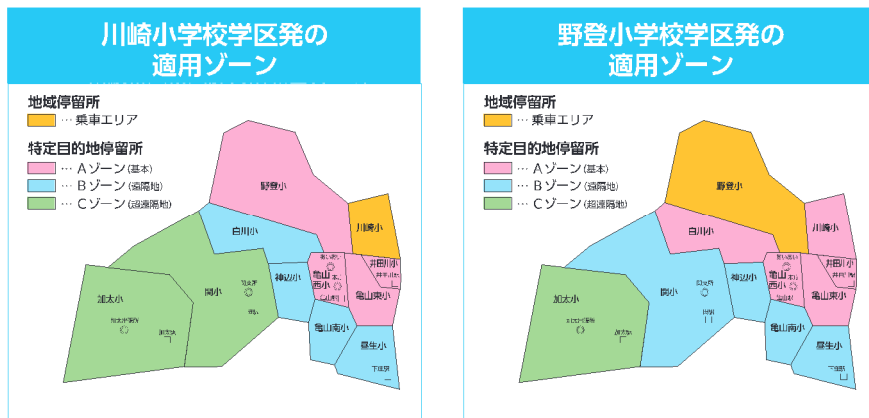 川崎小学校学区発の
適用ゾーン
地域停留所
… 乗車エリア
特定目的地停留所
… Aゾーン(基本)
… Bゾーン(遠隔地)
… Cゾーン(超遠隔地)
野登小
川崎小
白川小
井田川小
亀山
西小
神辺小
亀山東小
関小
関支所
加太小
亀山南小
昼生小
野登小学校学区発の
適用ゾーン
地域停留所
… 乗車エリア
特定目的地停留所
… Aゾーン(基本)
… Bゾーン(遠隔地)
… Cゾーン(超遠隔地)
野登小
川崎小
白川小
井田川小
亀山
西小
神辺小
亀山東小
関小
関支所
加太小
亀山南小
昼生小